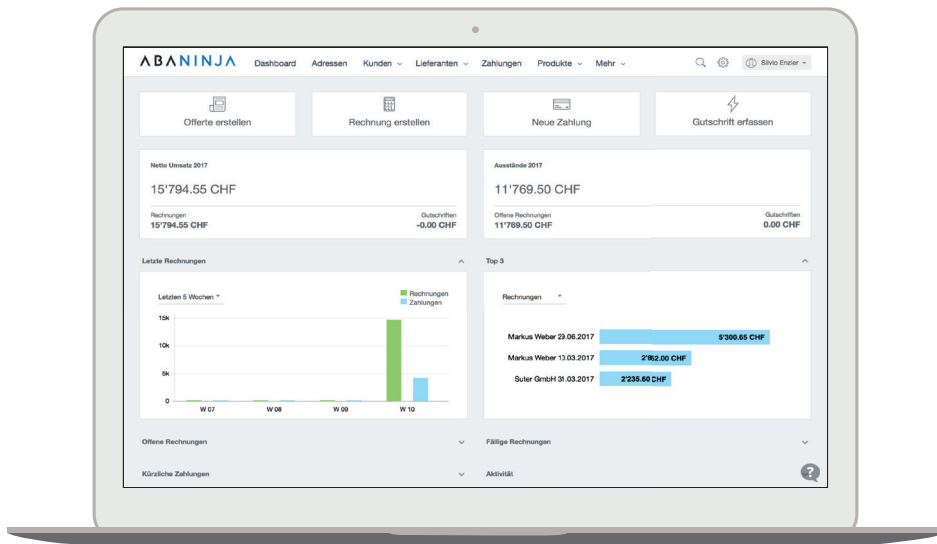 ABANINJA Dashboard Adressen Kunden Lieferanten Zahlungen Produkte Mehr Silvio Enzler
Offerte erstellen
Rechnung erstellen
Neue Zahlung
Gutschrift erfassen
Netto Umsatz 2017
15'794.55 CHF
Rechnungen Gutschriften
15'794.55 CHF -0.00 CHF
Ausstände 2017
11'769.50 CHF
Offene Rechnungen Gutschriften
11'769.50 CHF 0.00 CHF
Letzte Rechnungen
Letzten 5 Wochen
Rechnungen
Zahlungen
15k
10k
5k
0
W 07 W 08 W 09 W 10
Top 3
Rechnungen
Markus Weber 29.06.2017 5'300.65 CHF
Markus Weber 13.03.2017 2'862.00 CHF
Suter GmbH 31.03.2017 2'235.60 CHF
Offene Rechnungen
Fällige Rechnungen
Kürzliche Zahlungen
Aktivität
?